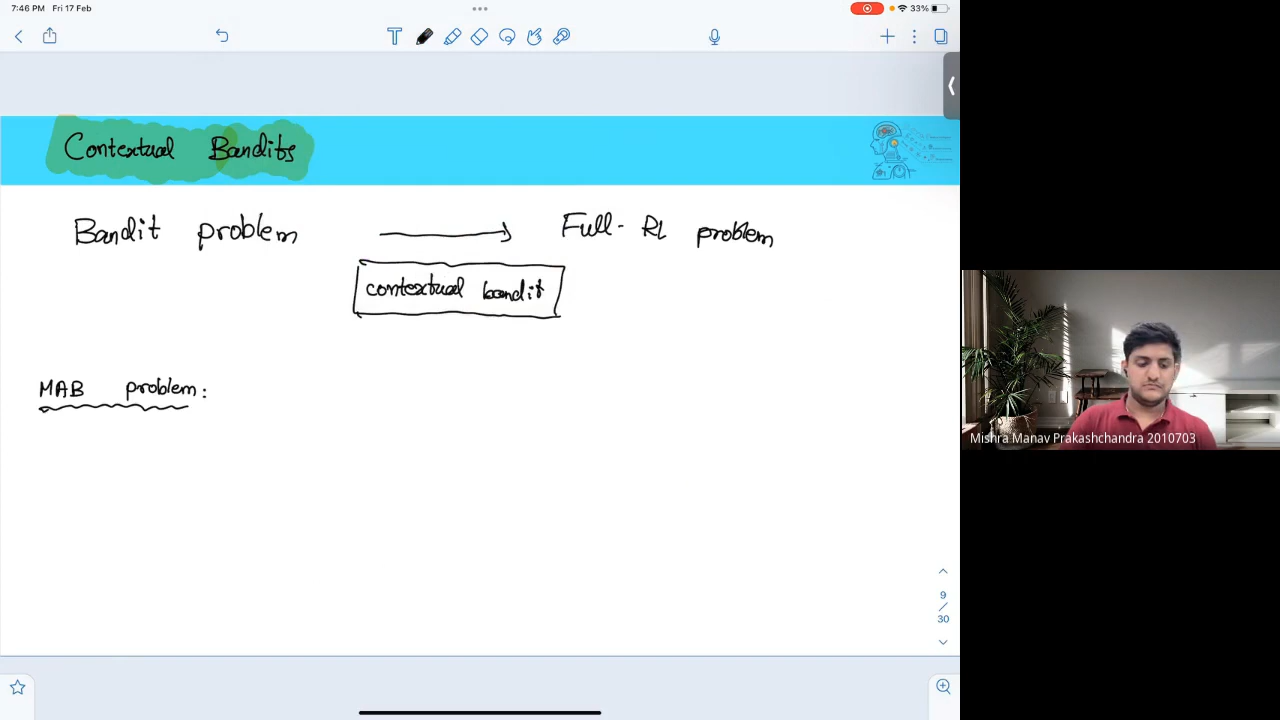 7:46 PM Fri 17 Feb
33%
Contextual Bandits
Bandit problem → Full-RL problem
contextual bandit
MAB problem:
9
/
30
Mishra Manav Prakashchandra 2010703